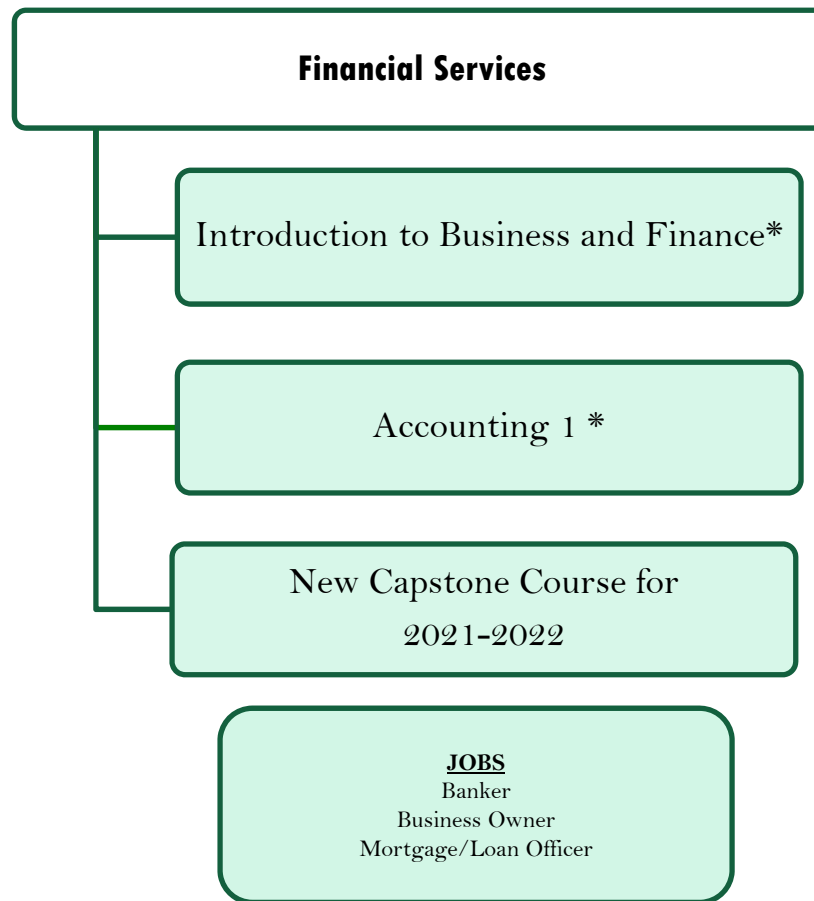 Financial Services
Introduction to Business and Finance*
Accounting 1 *
New Capstone Course for
2021-2022
JOBS
Banker
Business Owner
Mortgage/Loan Officer